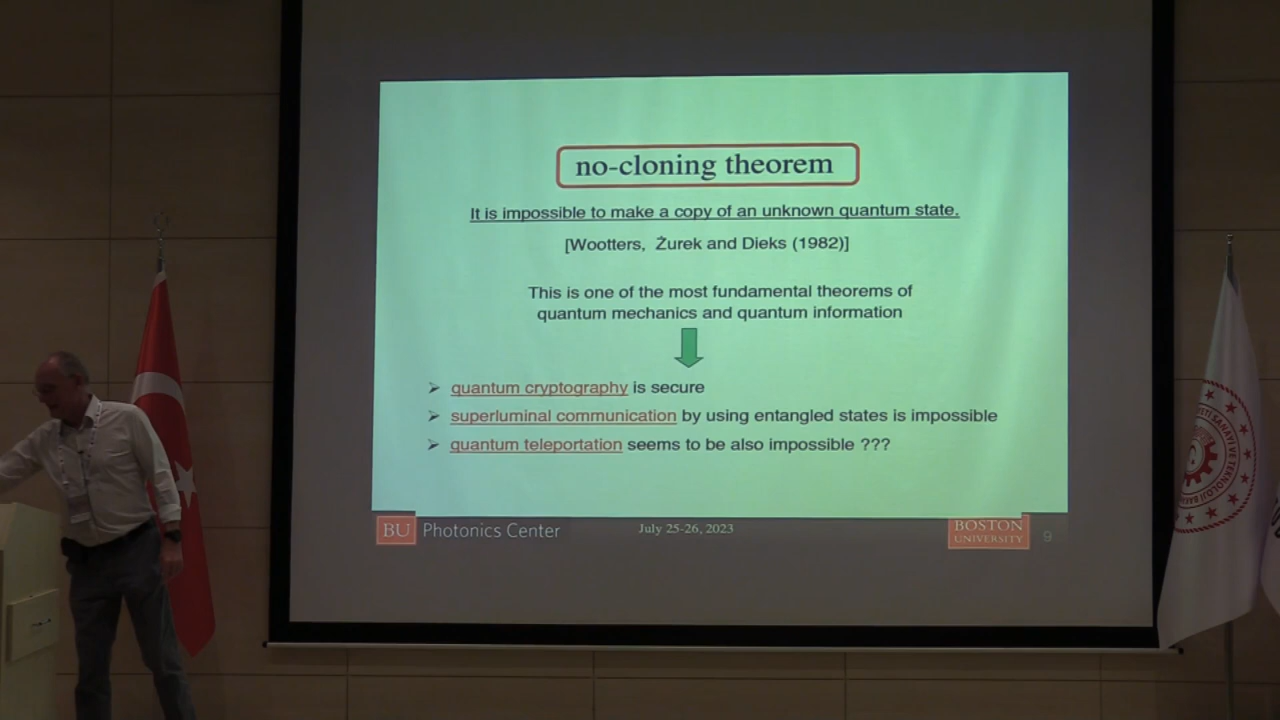 no-cloning theorem
It is impossible to make a copy of an unknown quantum state.
[Wootters, Żurek and Dieks (1982)]
This is one of the most fundamental theorems of
quantum mechanics and quantum information
➢ quantum cryptography is secure
➢ superluminal communication by using entangled states is impossible
➢ quantum teleportation seems to be also impossible ???
BU Photonics Center
July 25-26, 2023
BOSTON
UNIVERSITY
9